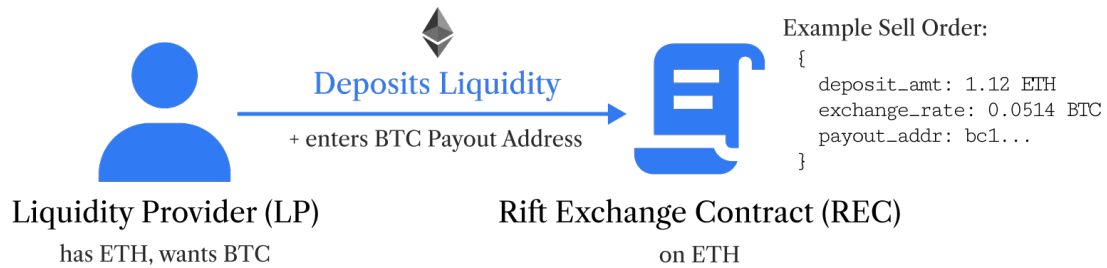 Deposits Liquidity
+ enters BTC Payout Address
Liquidity Provider (LP)
has ETH, wants BTC
Rift Exchange Contract (REC)
on ETH
Example Sell Order:
{
deposit_amt: 1.12 ETH
exchange_rate: 0.0514 BTC
payout_addr: bc1...
}